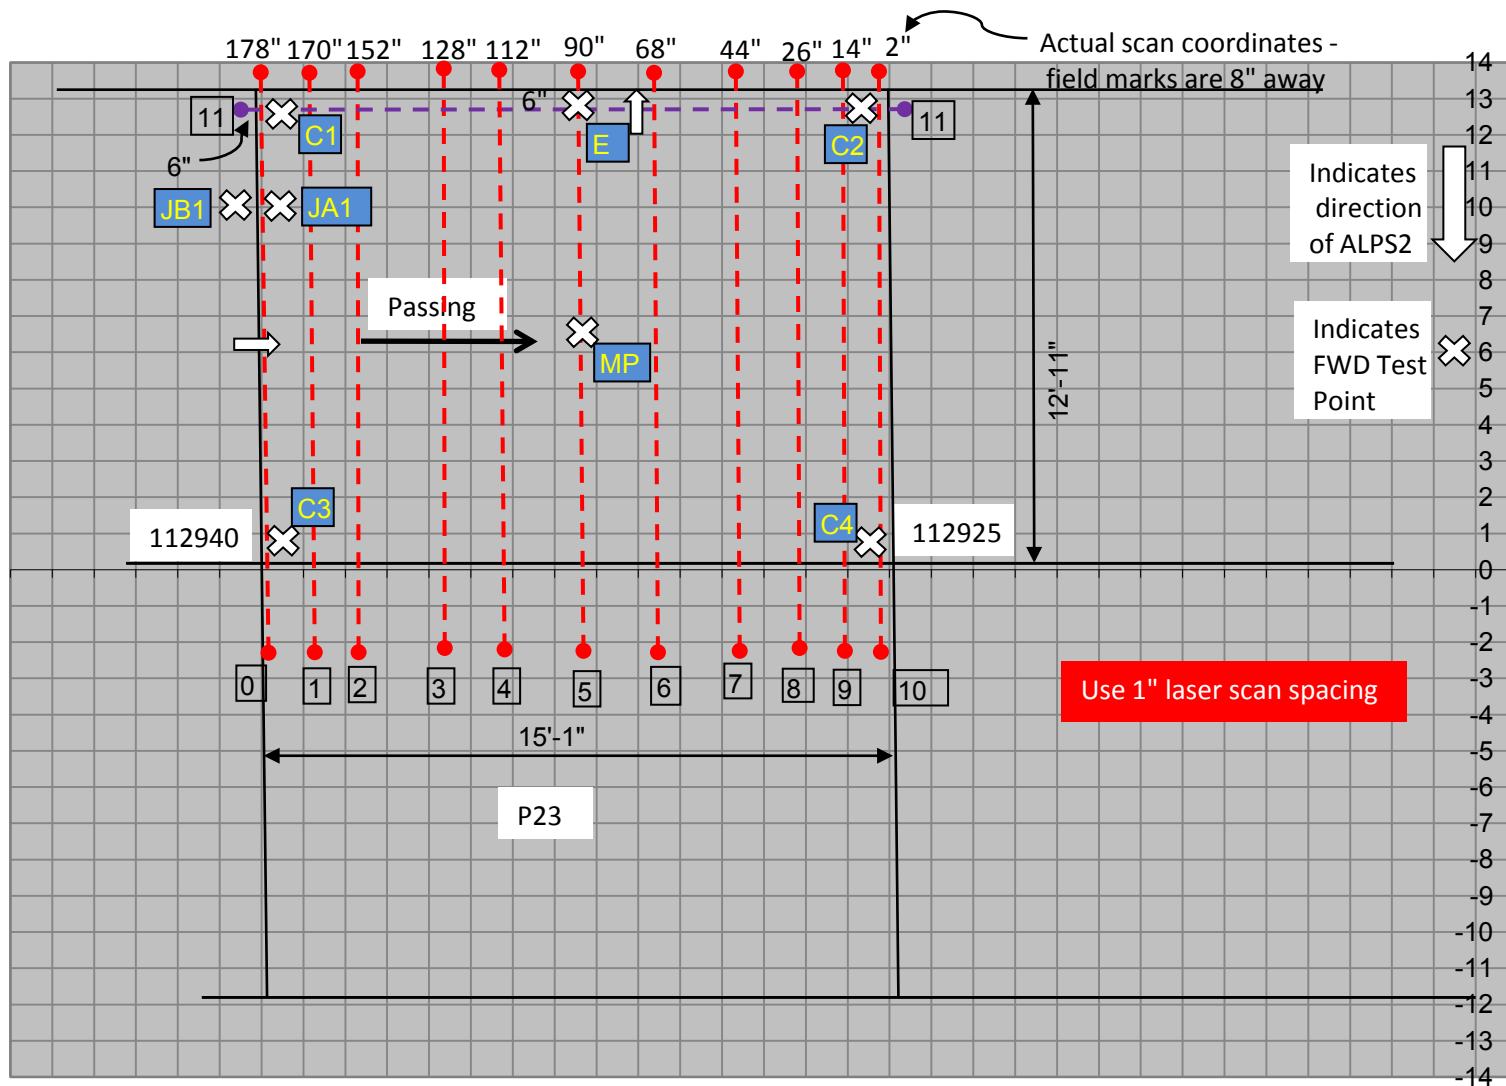 178" 170" 152" 128" 112" 90" 68" 44" 26" 14" 2"
Actual scan coordinates -
field marks are 8" away
14
13
12
11
10
9
8
7
6
5
4
3
2
1
0
-1
-2
-3
-4
-5
-6
-7
-8
-9
-10
-11
-12
-13
-14
11
6"
11
C1
E
C2
6"
JB1
JA1
Indicates
direction
of ALPS2
Passing
MP
Indicates
FWD Test
Point
12'-11"
C3
C4
112940
112925
0 1 2 3 4 5 6 7 8 9 10
Use 1" laser scan spacing
15'-1"
P23